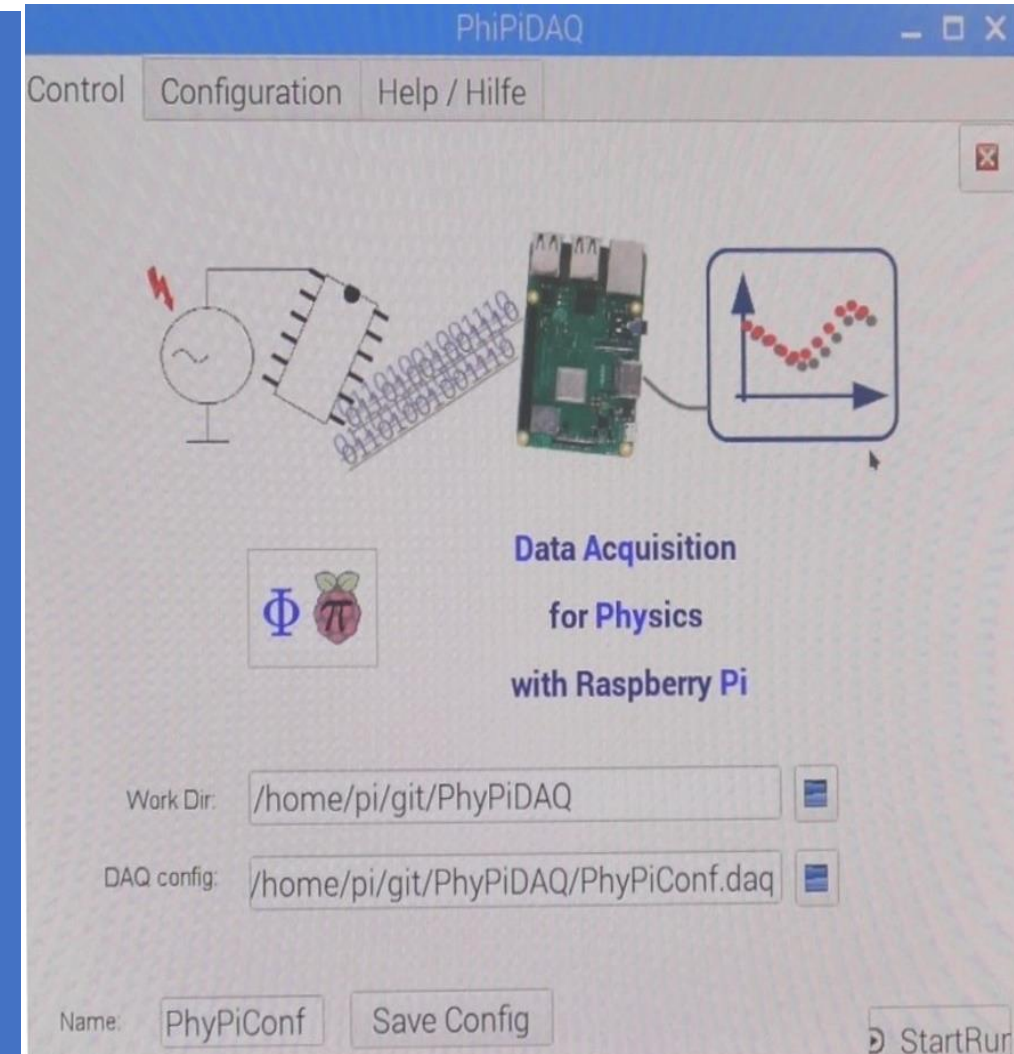 PhiPiDAQ
Control Configuration Help / Hilfe
011010010011110
Φ π
Data Acquisition
for Physics
with Raspberry Pi
Work Dir: /home/pi/git/PhyPiDAQ
DAQ config: /home/pi/git/PhyPiDAQ/PhyPiConf.daq
Name: PhyPiConf Save Config StartRun